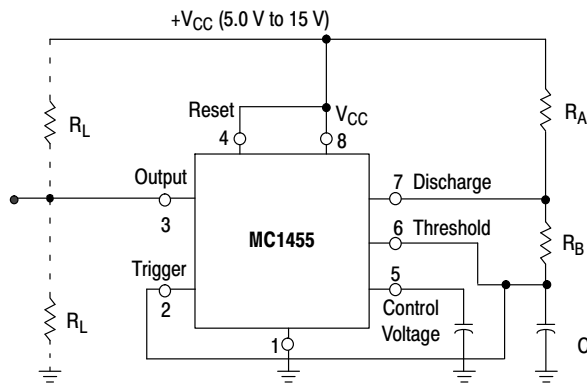 +VCC (5.0 V to 15 V)
Reset
VCC
4
8
RL
RA
Output
3
7
Discharge
MC1455
6
Threshold
RB
Trigger
2
5
Control
Voltage
RL
1
C